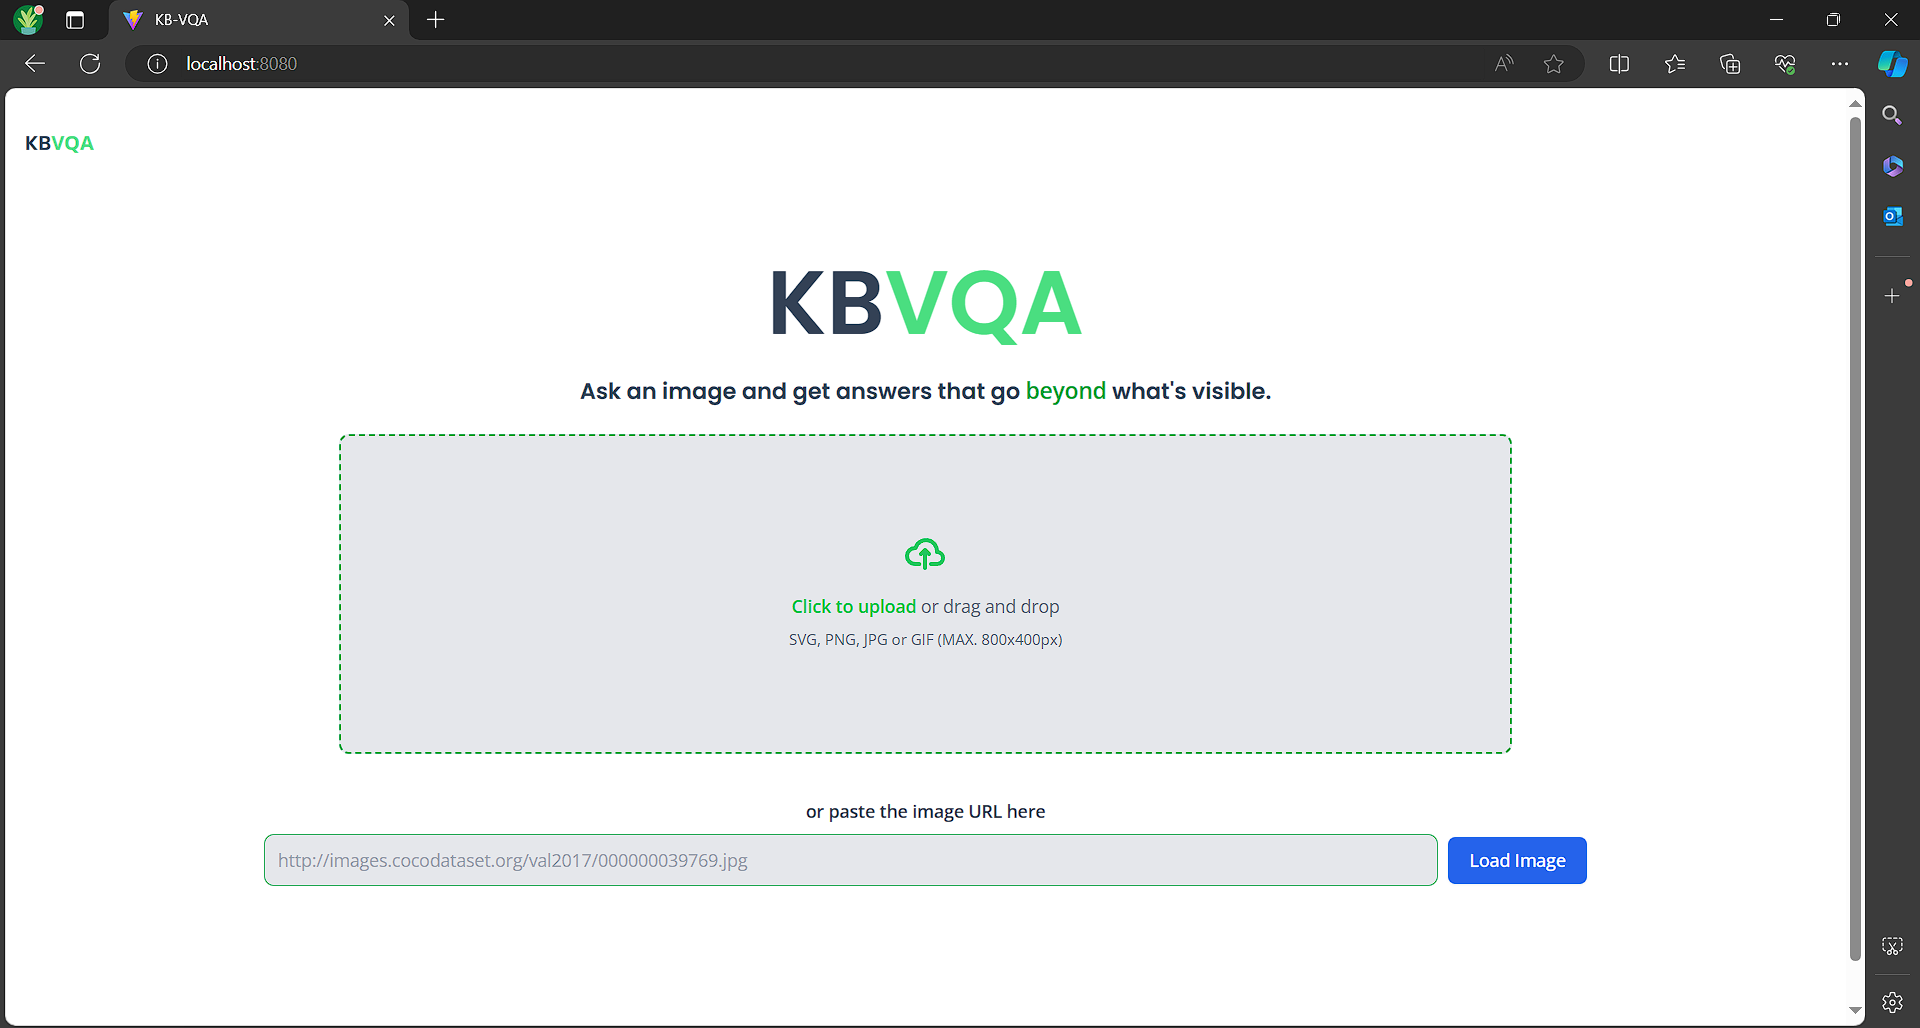 KB-VQA
localhost:8080
KBVQA
KBVQA
Ask an image and get answers that go beyond what's visible.
Click to upload or drag and drop
SVG, PNG, JPG or GIF (MAX. 800x400px)
or paste the image URL here
http://images.cocodataset.org/val2017/000000039769.jpg
Load Image